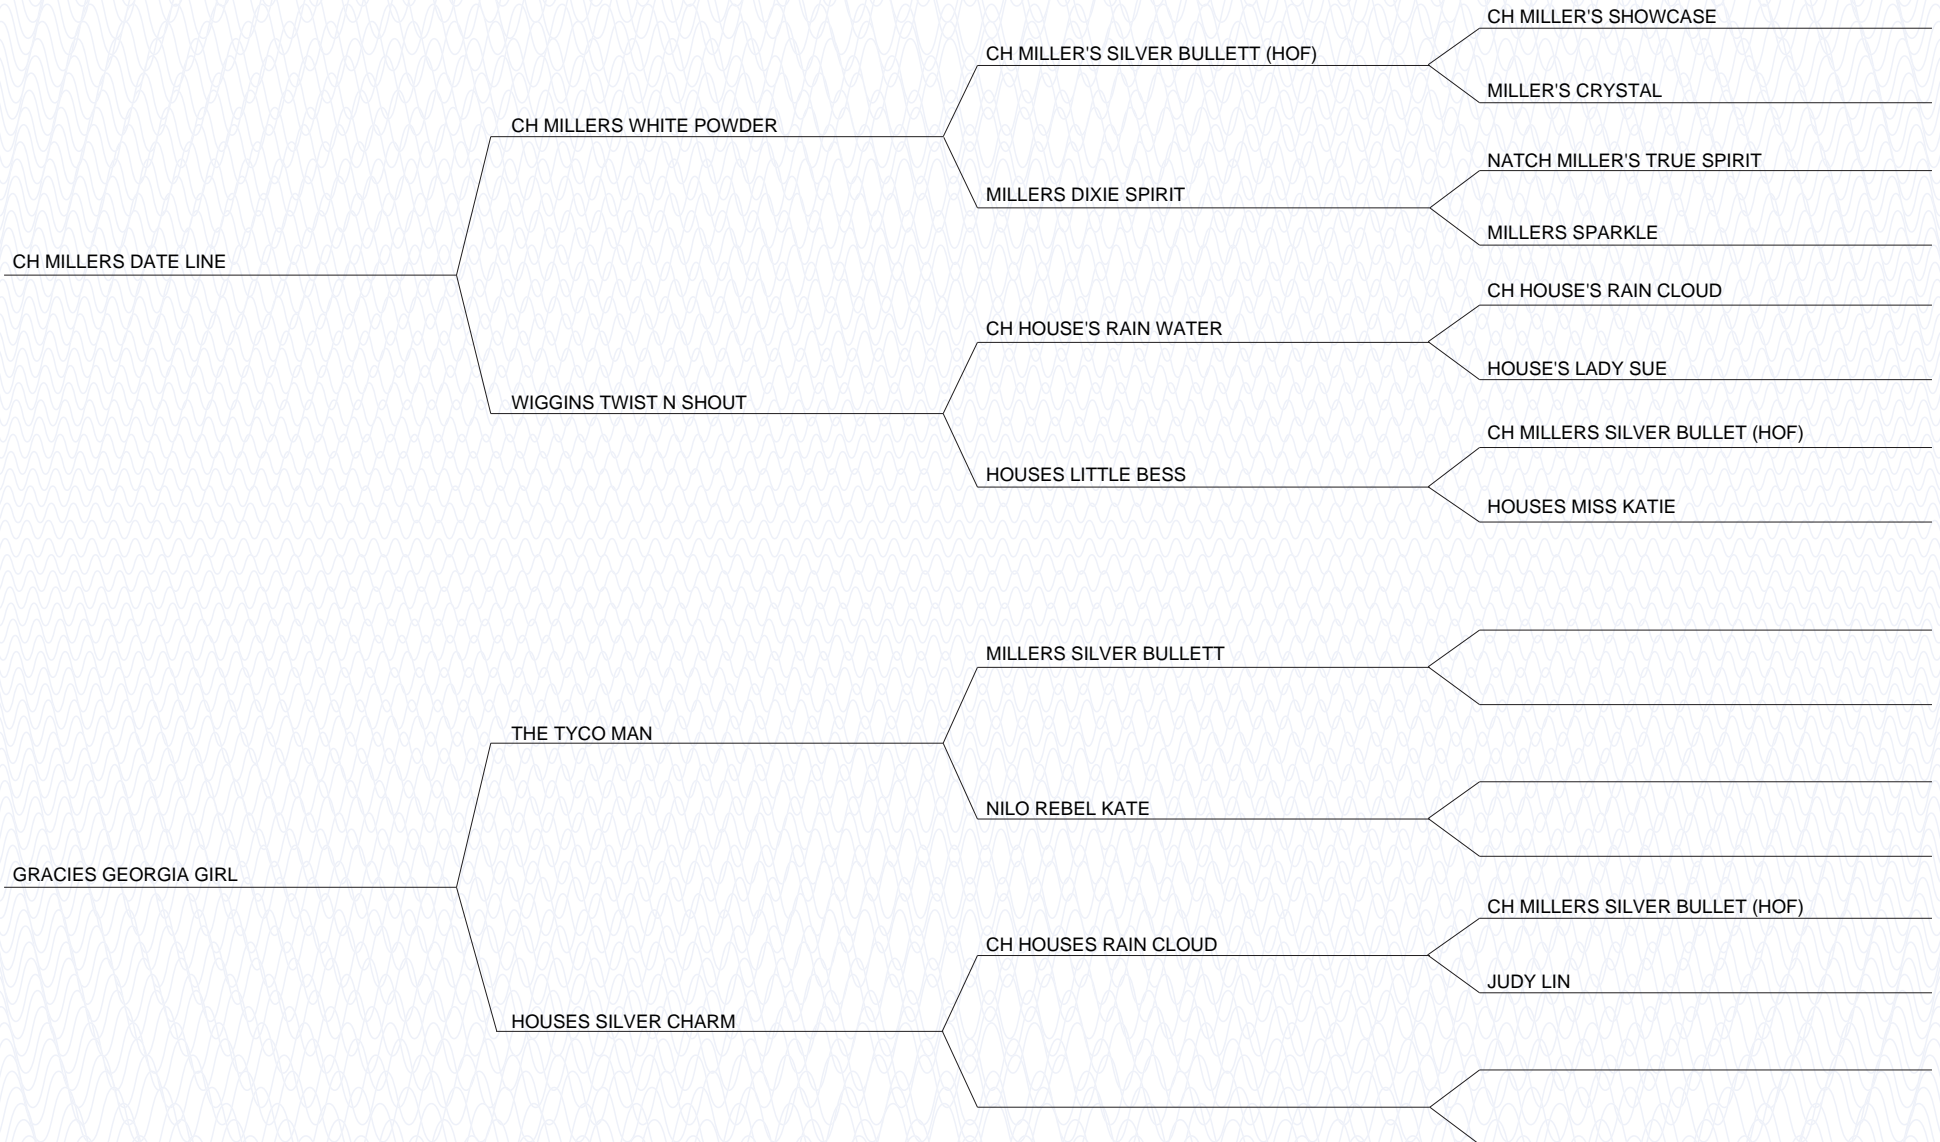 CH MILLER'S SHOWCASE
CH MILLER'S SILVER BULLETT (HOF)
MILLER'S CRYSTAL
CH MILLERS WHITE POWDER
NATCH MILLER'S TRUE SPIRIT
MILLERS DIXIE SPIRIT
MILLERS SPARKLE
CH MILLERS DATE LINE
CH HOUSE'S RAIN CLOUD
CH HOUSE'S RAIN WATER
HOUSE'S LADY SUE
WIGGINS TWIST N SHOUT
CH MILLERS SILVER BULLET (HOF)
HOUSES LITTLE BESS
HOUSES MISS KATIE
MILLERS SILVER BULLETT
THE TYCO MAN
NILO REBEL KATE
GRACIES GEORGIA GIRL
CH MILLERS SILVER BULLET (HOF)
CH HOUSES RAIN CLOUD
JUDY LIN
HOUSES SILVER CHARM